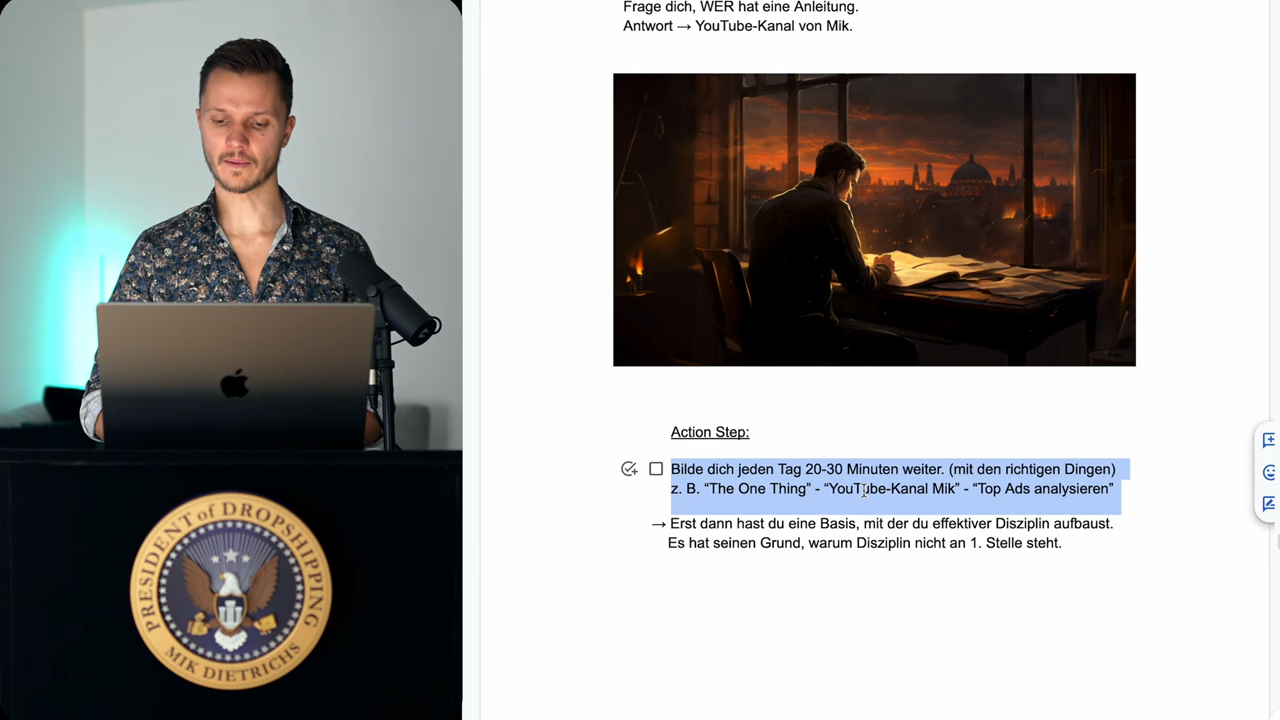 Frage dich, WER hat eine Anleitung.
Antwort → YouTube-Kanal von Mik.
Action Step:
Bilde dich jeden Tag 20-30 Minuten weiter. (mit den richtigen Dingen)
z. B. “The One Thing” - “YouTube-Kanal Mik” - “Top Ads analysieren”
→ Erst dann hast du eine Basis, mit der du effektiver Disziplin aufbaust.
Es hat seinen Grund, warum Disziplin nicht an 1. Stelle steht.
PRESIDENT of DROPSHIPPING
MIK DIETRICHS